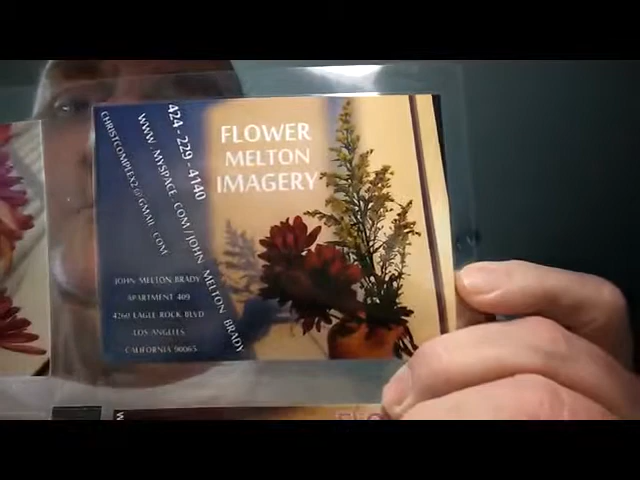 FLOWER
MELTON
IMAGERY
424-229-4140
WWW.MYSPACE.COM/JOHN MELTON BRADY
CHRISTCOMPLEX2@GMAIL.COM
JOHN MELTON BRADY
APARTMENT 409
4260 EAGLE ROCK BLVD
LOS ANGELES
CALIFORNIA 90065